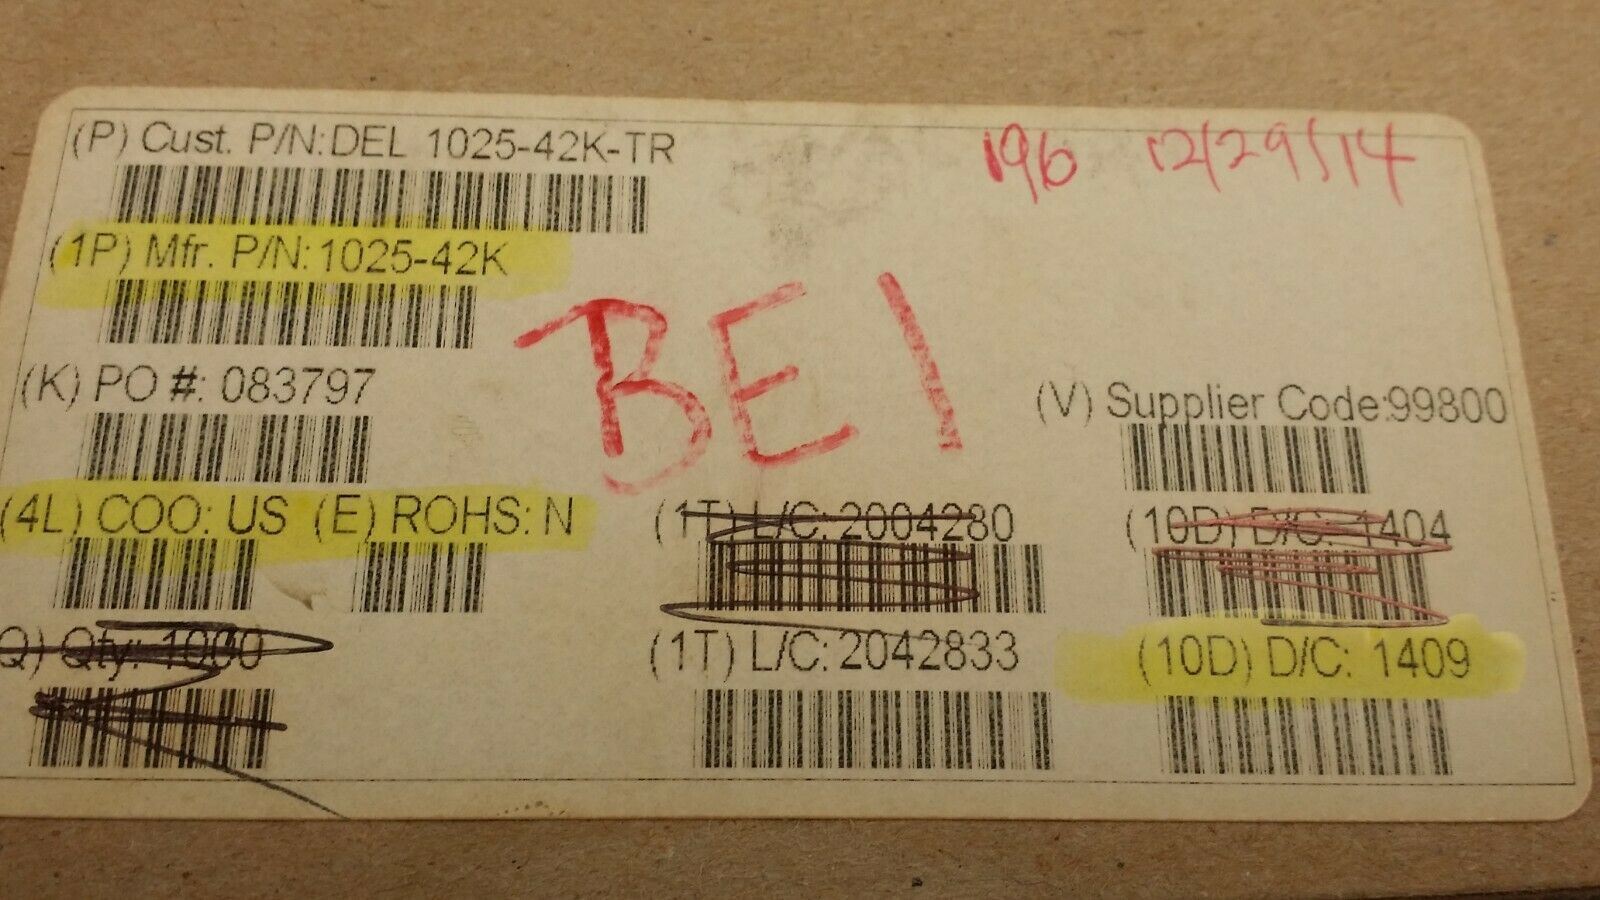 (P) Cust. P/N:DEL 1025-42K-TR
196 12/29/14
(1P) Mfr. P/N:1025-42K
BEI
(K) PO #: 083797
(V) Supplier Code:99800
(4L) COO: US (E) ROHS: N
(1T) L/C: 2004280
(10D) D/C: 1404
Q) Qty: 1000
(1T) L/C: 2042833
(10D) D/C: 1409